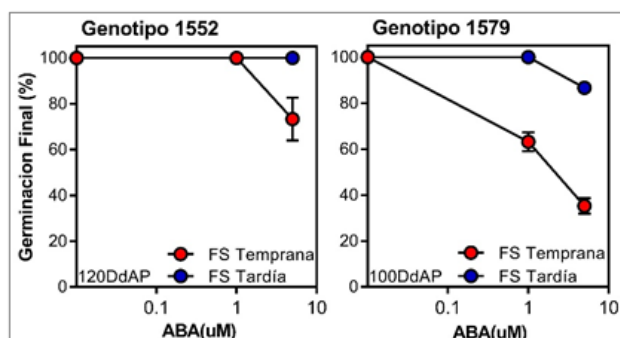 Genotipo 1552
Genotipo 1579
Germinacion Final (%)
100
80
60
40
20
0
FS Temprana
120DdAP
FS Tardía
0.1
1
10
ABA(uM)
100
80
60
40
20
0
FS Temprana
100DdAP
FS Tardía
0.1
1
10
ABA(uM)